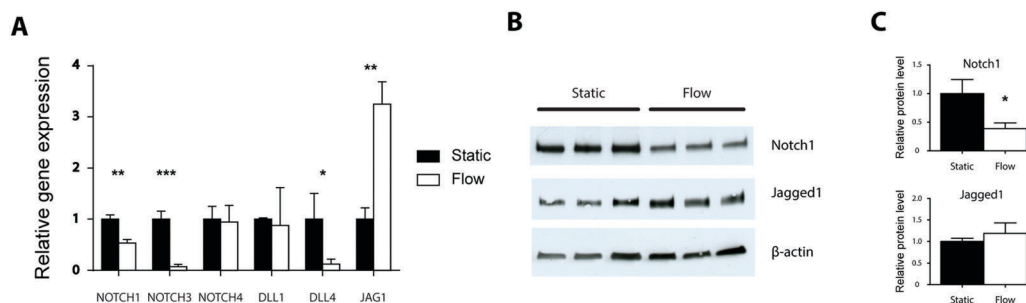 A
Relative gene expression
4
3
2
1
0
** *** * **
NOTCH1 NOTCH3 NOTCH4 DLL1 DLL4 JAG1
Static
Flow
B
Static Flow
Notch1
Jagged1
β-actin
C
Notch1
Relative protein level
1.5
1.0
0.5
0.0
*
Static Flow
Jagged1
Relative protein level
2.0
1.5
1.0
0.5
0.0
Static Flow